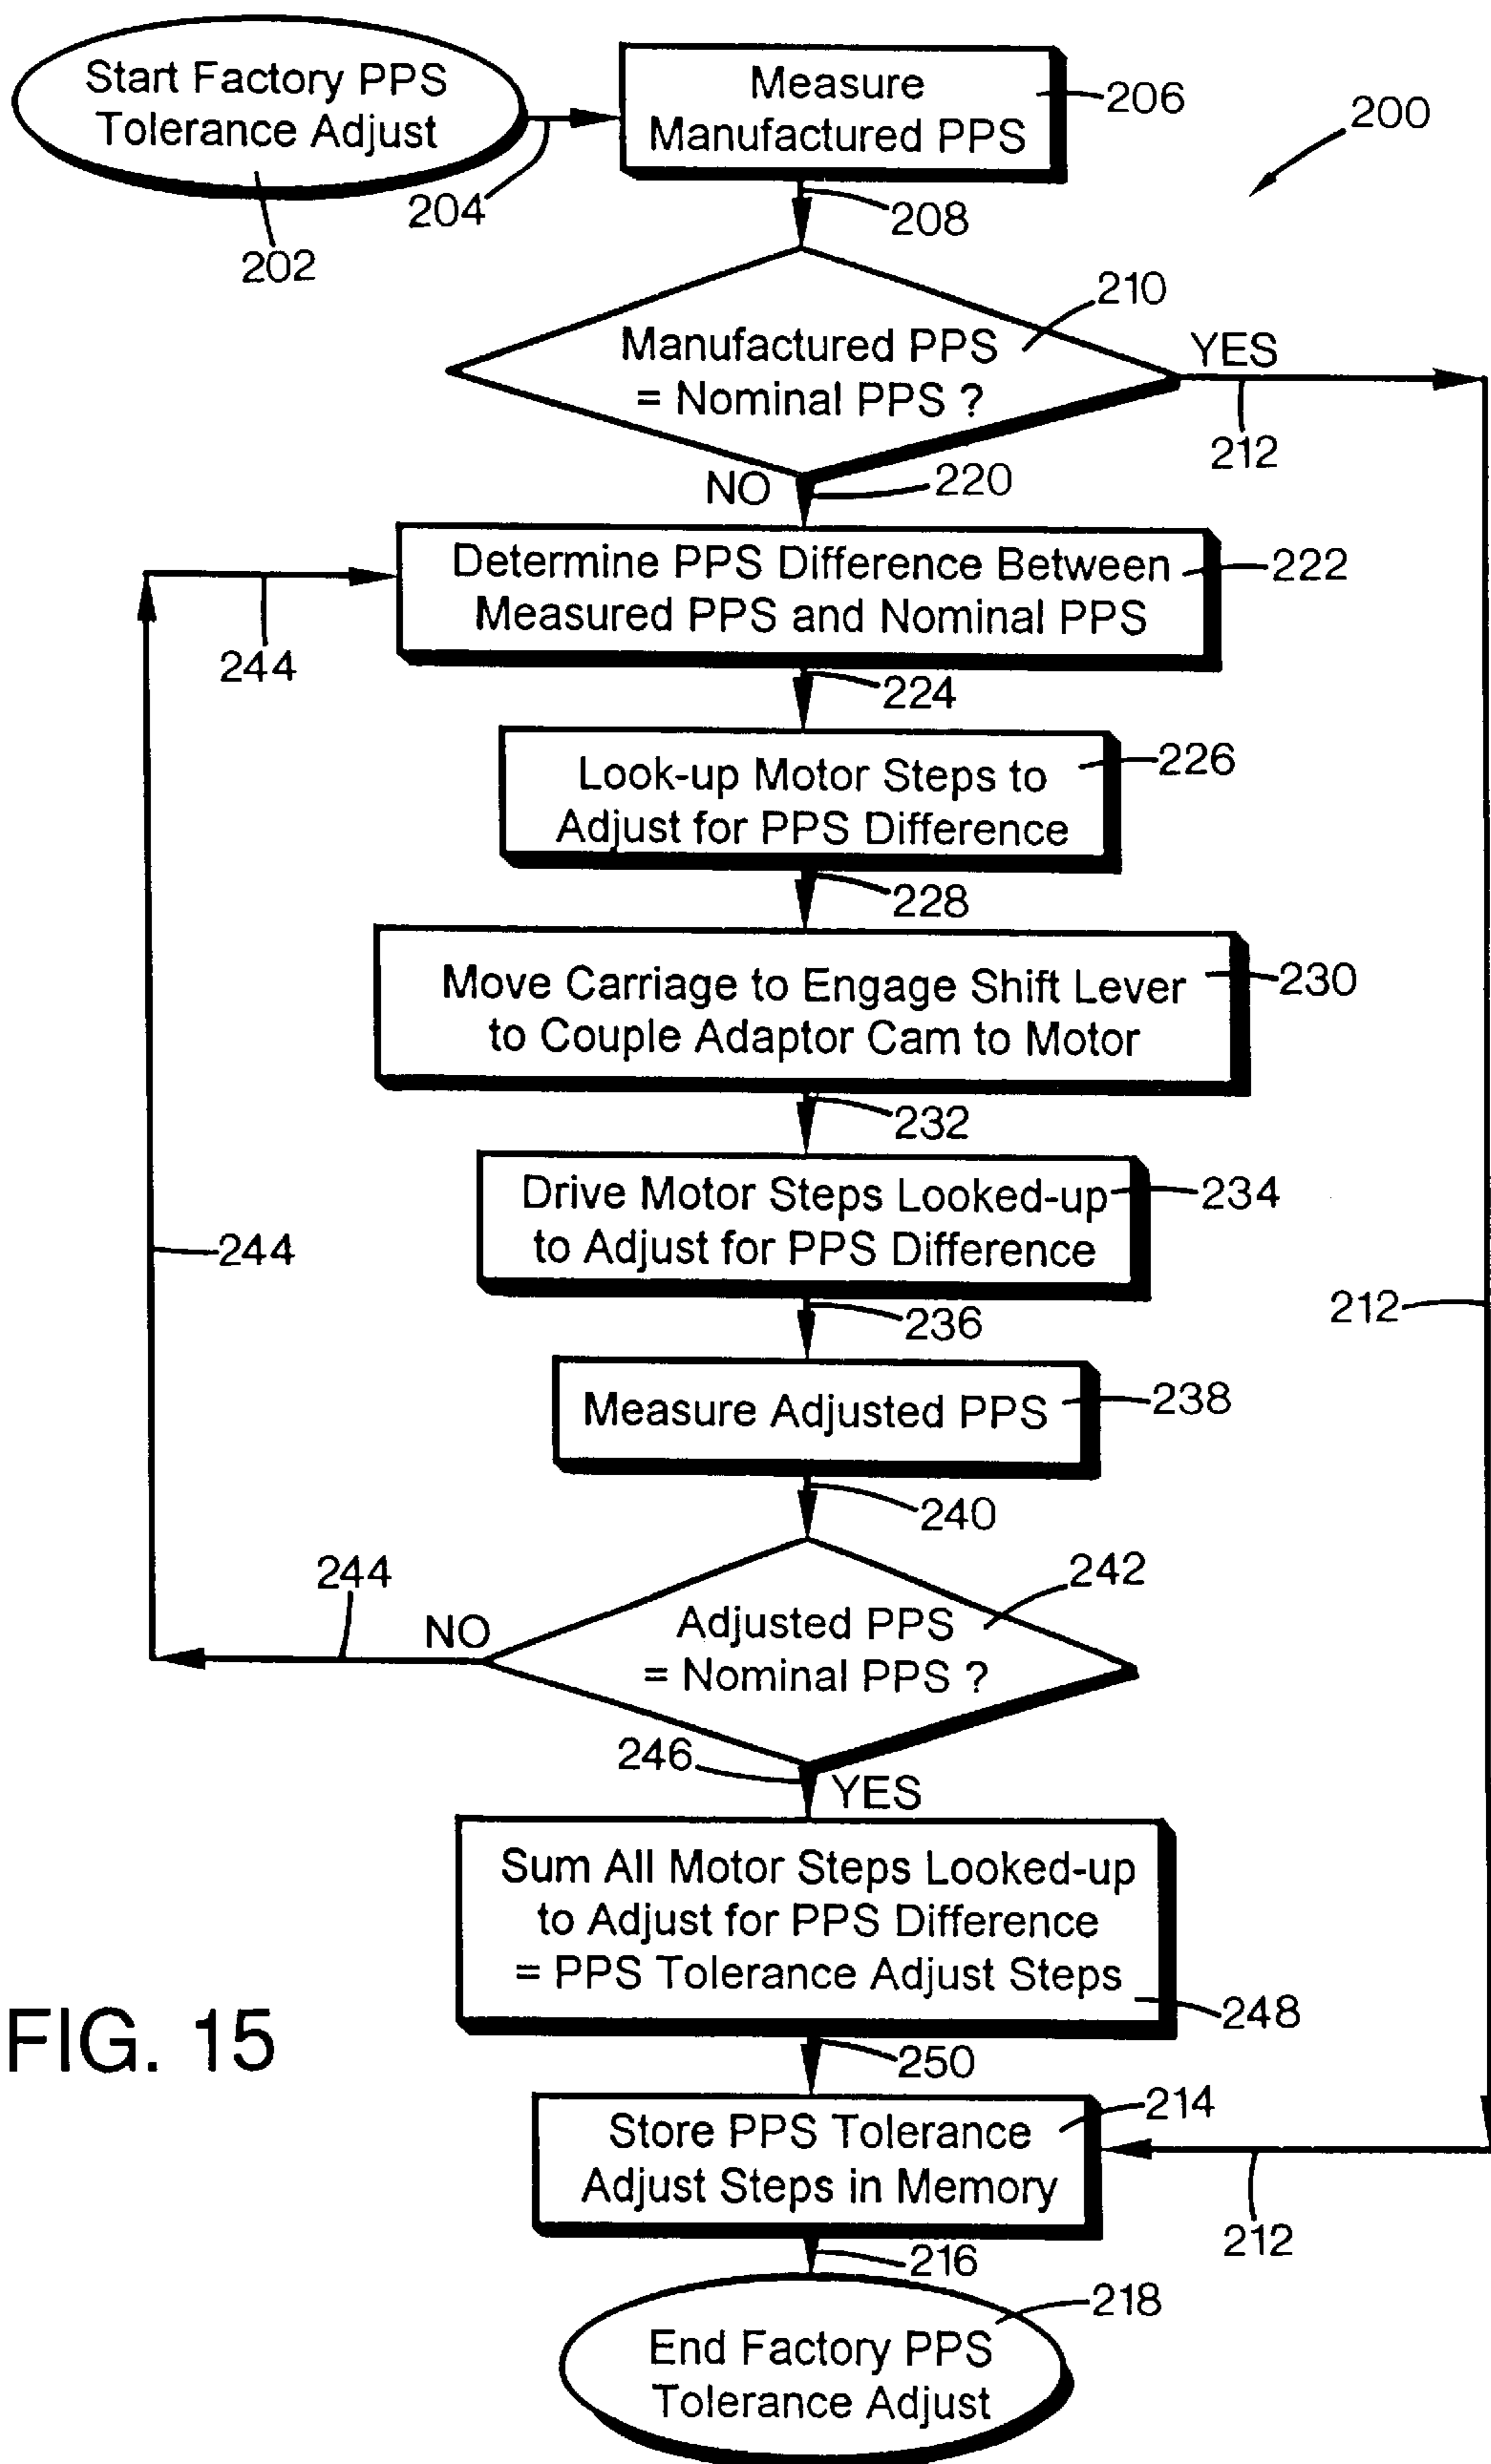 Start Factory PPS
Tolerance Adjust
202
204
Measure
Manufactured PPS
206
200
208
210
Manufactured PPS
= Nominal PPS ?
YES
212
NO
220
Determine PPS Difference Between
Measured PPS and Nominal PPS
222
244
224
Look-up Motor Steps to
Adjust for PPS Difference
226
228
Move Carriage to Engage Shift Lever
to Couple Adaptor Cam to Motor
230
232
Drive Motor Steps Looked-up
to Adjust for PPS Difference
234
244
212
236
Measure Adjusted PPS
238
240
242
Adjusted PPS
= Nominal PPS ?
244
NO
246
YES
Sum All Motor Steps Looked-up
to Adjust for PPS Difference
= PPS Tolerance Adjust Steps
248
FIG. 15
250
Store PPS Tolerance
Adjust Steps in Memory
214
212
216
218
End Factory PPS
Tolerance Adjust